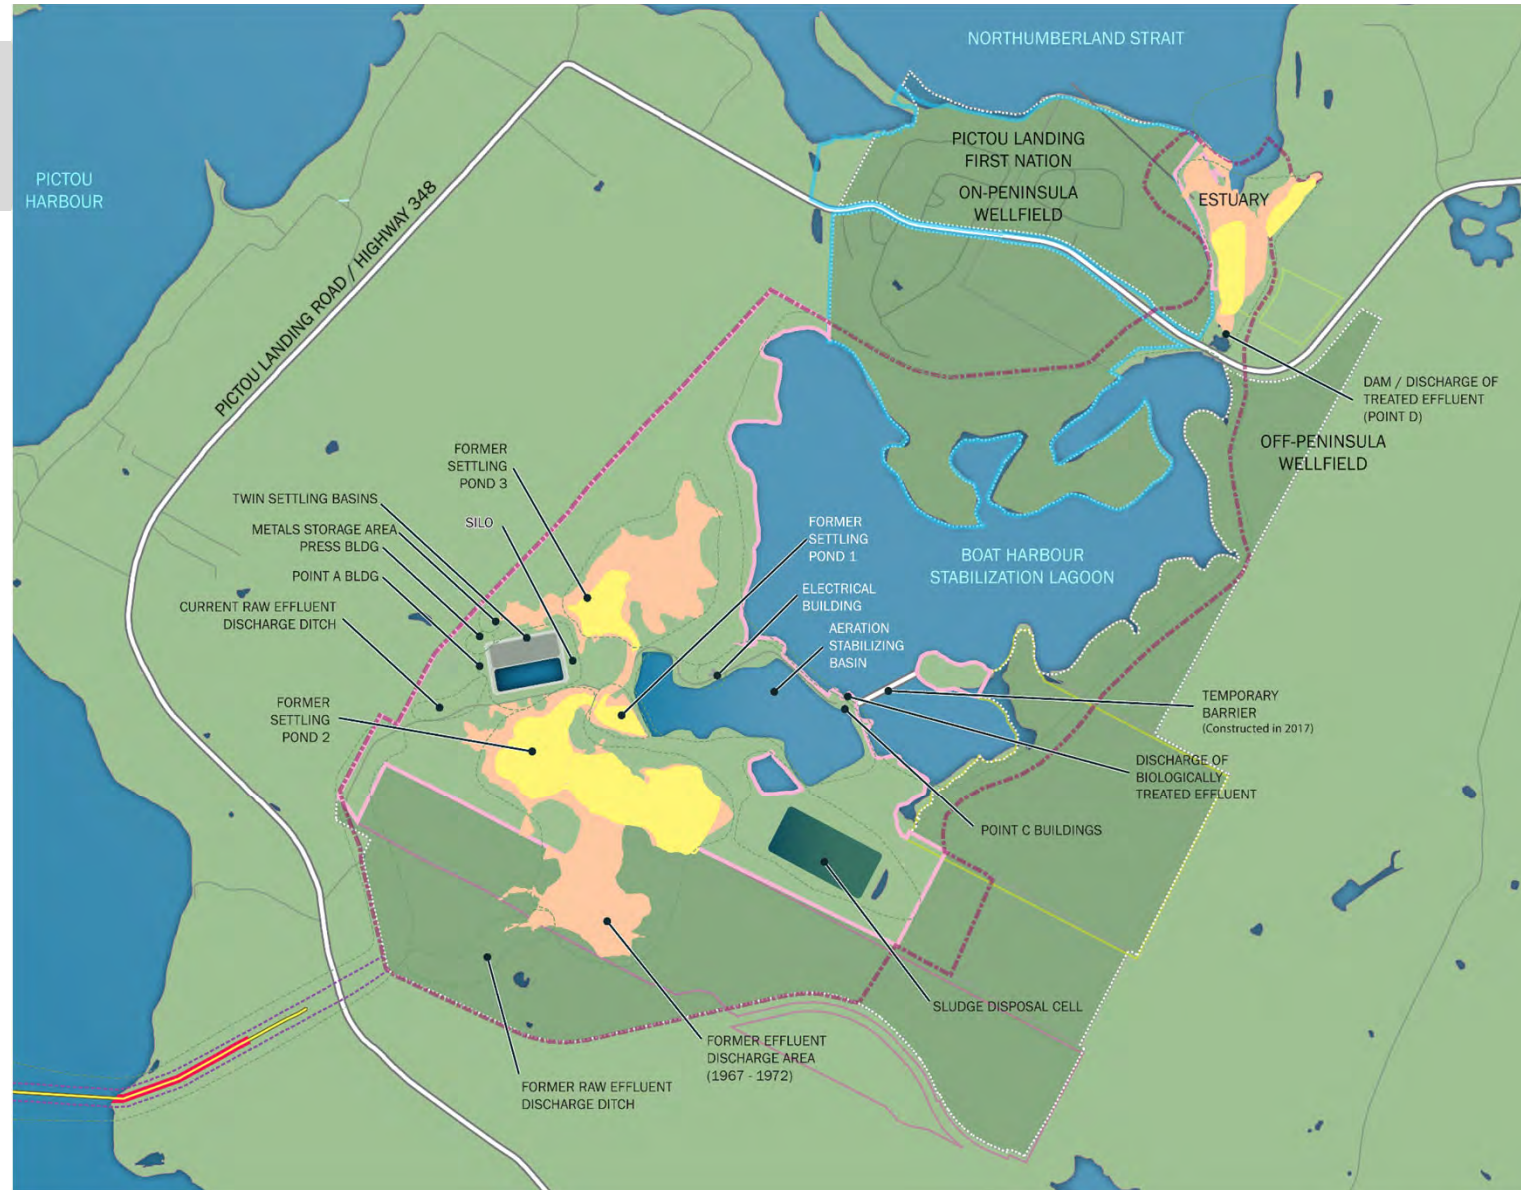 NORTHUMBERLAND STRAIT
PICTOU LANDING
FIRST NATION
ON-PENINSULA
WELLFIELD
ESTUARY
PICTOU
HARBOUR
PICTOU LANDING ROAD / HIGHWAY 348
DAM / DISCHARGE OF
TREATED EFFLUENT
(POINT D)
OFF-PENINSULA
WELLFIELD
FORMER
SETTLING
POND 3
TWIN SETTLING BASINS
SILO
METALS STORAGE AREA
PRESS BLDG
POINT A BLDG
CURRENT RAW EFFLUENT
DISCHARGE DITCH
FORMER
SETTLING
POND 2
FORMER
SETTLING
POND 1
ELECTRICAL
BUILDING
AERATION
STABILIZING
BASIN
BOAT HARBOUR
STABILIZATION LAGOON
TEMPORARY
BARRIER
(Constructed in 2017)
DISCHARGE OF
BIOLOGICALLY
TREATED EFFLUENT
POINT C BUILDINGS
SLUDGE DISPOSAL CELL
FORMER EFFLUENT
DISCHARGE AREA
(1967 - 1972)
FORMER RAW EFFLUENT
DISCHARGE DITCH